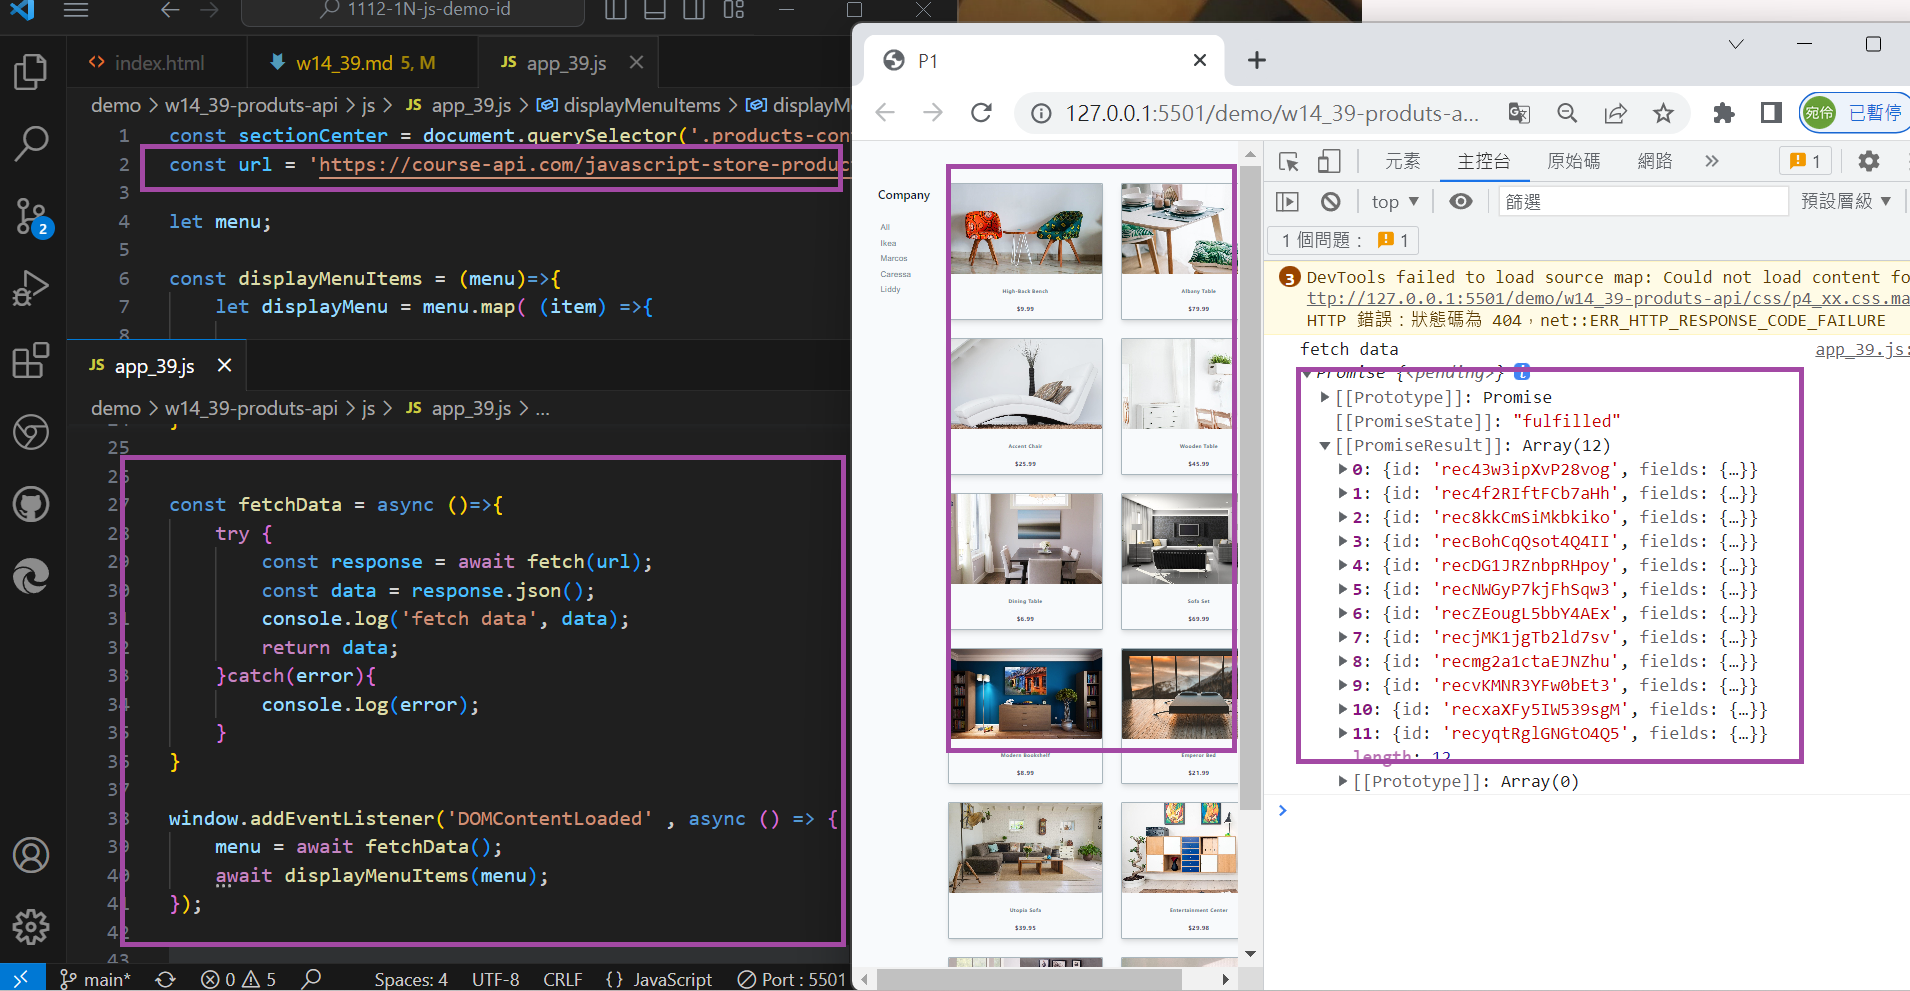 1112-1N-js-demo-id
index.html
w14_39.md 5, M
JS app_39.js
demo > w14_39-produts-api > js > JS app_39.js > displayMenuItems > displayM
1 const sectionCenter = document.querySelector('.products-con
2 const url = 'https://course-api.com/javascript-store-produc
3
4 let menu;
5
6 const displayMenuItems = (menu)=>{
7 let displayMenu = menu.map( (item) =>{
8
JS app_39.js
demo > w14_39-produts-api > js > JS app_39.js > ...
24 }
25
26
27 const fetchData = async ()=>{
28 try {
29 const response = await fetch(url);
30 const data = response.json();
31 console.log('fetch data', data);
32 return data;
33 }catch(error){
34 console.log(error);
35 }
36 }
37
38 window.addEventListener('DOMContentLoaded' , async () => {
39 menu = await fetchData();
40 await displayMenuItems(menu);
41 });
42
43
2
main* 0 5 Spaces: 4 UTF-8 CRLF {} JavaScript Port : 5501
P1
127.0.0.1:5501/demo/w14_39-produts-a...
宛伶 已暫停
Company
All
Ikea
Marcos
Caressa
Liddy
High-Back Bench
$9.99
Albany Table
$79.99
Accent Chair
$25.99
Wooden Table
$45.99
Dining Table
$6.99
Sofa Set
$69.99
Modern Bookshelf
$8.99
Emperor Bed
$21.99
Utopia Sofa
$39.95
Entertainment Center
$29.98
元素 主控台 原始碼 網路 » 1
top ▼ 篩選 預設層級 ▼
1 個問題： 1
3 DevTools failed to load source map: Could not load content fo
ttp://127.0.0.1:5501/demo/w14_39-produts-api/css/p4_xx.css.ma
HTTP 錯誤：狀態碼為 404，net::ERR_HTTP_RESPONSE_CODE_FAILURE
fetch data app_39.js:
Promise {<pending>} i
[[Prototype]]: Promise
[[PromiseState]]: "fulfilled"
[[PromiseResult]]: Array(12)
0: {id: 'rec43w3ipXvP28vog', fields: {…}}
1: {id: 'rec4f2RIftFCb7aHh', fields: {…}}
2: {id: 'rec8kkCmSiMkbkiko', fields: {…}}
3: {id: 'recBohCqQsot4Q4II', fields: {…}}
4: {id: 'recDG1JRZnbpRHpoy', fields: {…}}
5: {id: 'recNWGyP7kjFhSqw3', fields: {…}}
6: {id: 'recZEougL5bbY4AEx', fields: {…}}
7: {id: 'recjMK1jgTb2ld7sv', fields: {…}}
8: {id: 'recmg2a1ctaEJNZhu', fields: {…}}
9: {id: 'recvKMNR3YFw0bEt3', fields: {…}}
10: {id: 'recxaXFy5IW539sgM', fields: {…}}
11: {id: 'recyqtRglGNGtO4Q5', fields: {…}}
length: 12
[[Prototype]]: Array(0)